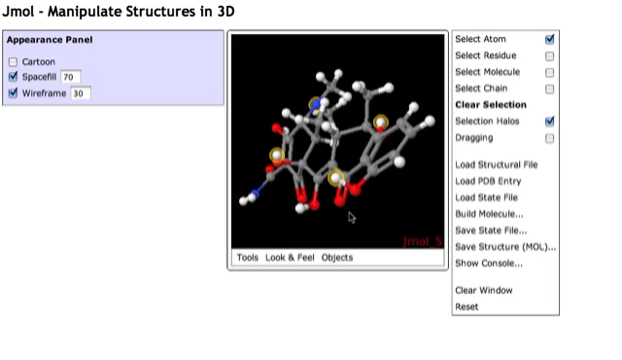 Jmol - Manipulate Structures in 3D
Appearance Panel
Cartoon
Spacefill 70
Wireframe 30
Jmol S
Tools Look & Feel Objects
Select Atom
Select Residue
Select Molecule
Select Chain
Clear Selection
Selection Halos
Dragging
Load Structural File
Load PDB Entry
Load State File
Build Molecule...
Save State File...
Save Structure (MOL)...
Show Console...
Clear Window
Reset